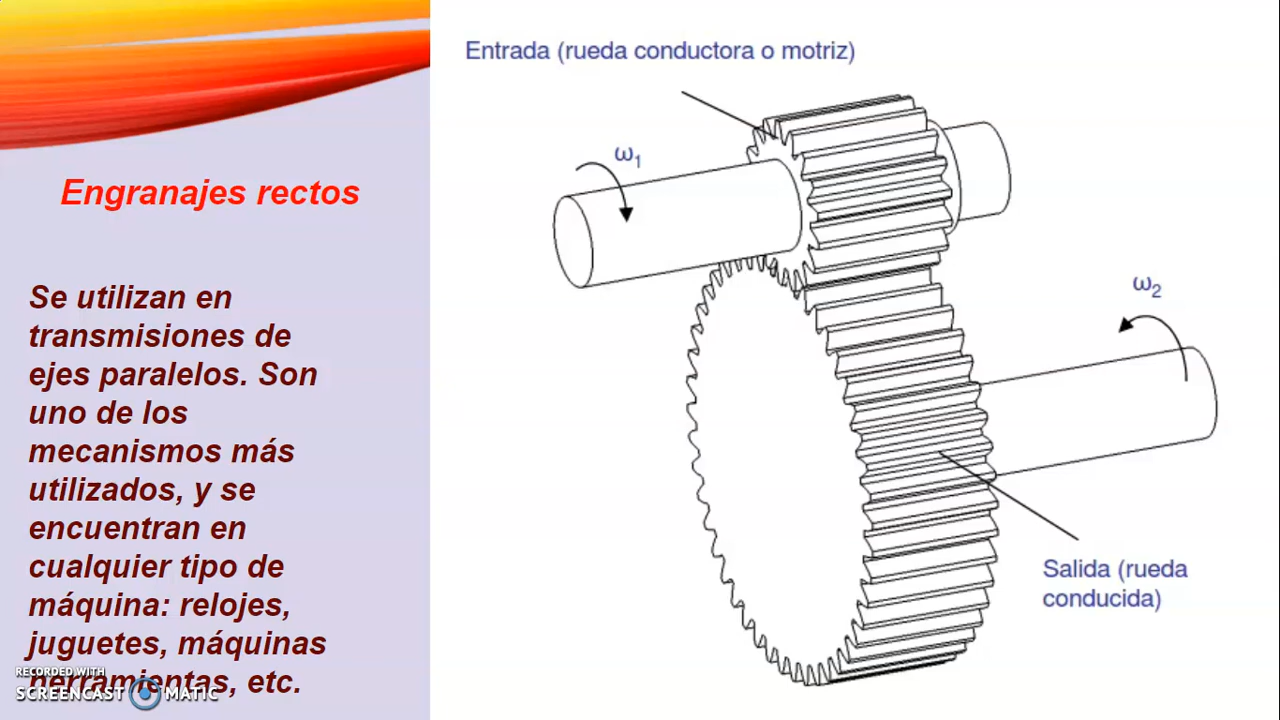 Entrada (rueda conductora o motriz)
ω1
Engranajes rectos
Se utilizan en
transmisiones de
ejes paralelos. Son
uno de los
mecanismos más
utilizados, y se
encuentran en
cualquier tipo de
máquina: relojes,
juguetes, máquinas
herramientas, etc.
ω2
Salida (rueda
conducida)
RECORDED WITH
SCREENCAST MATIC